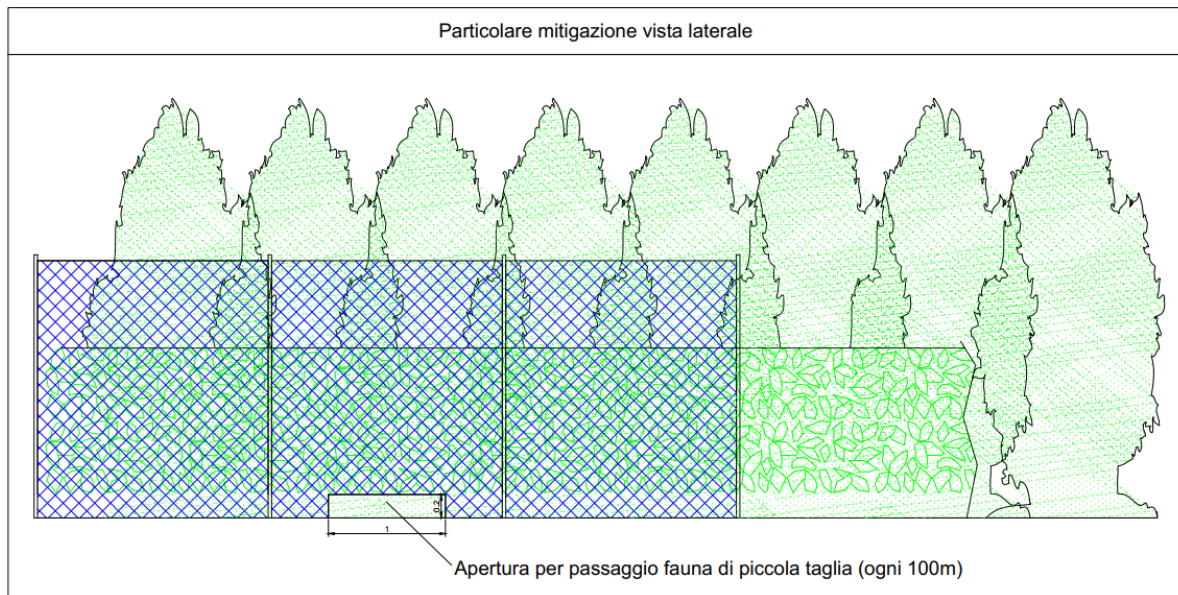 Particolare mitigazione vista laterale
0.2
1
Apertura per passaggio fauna di piccola taglia (ogni 100m)